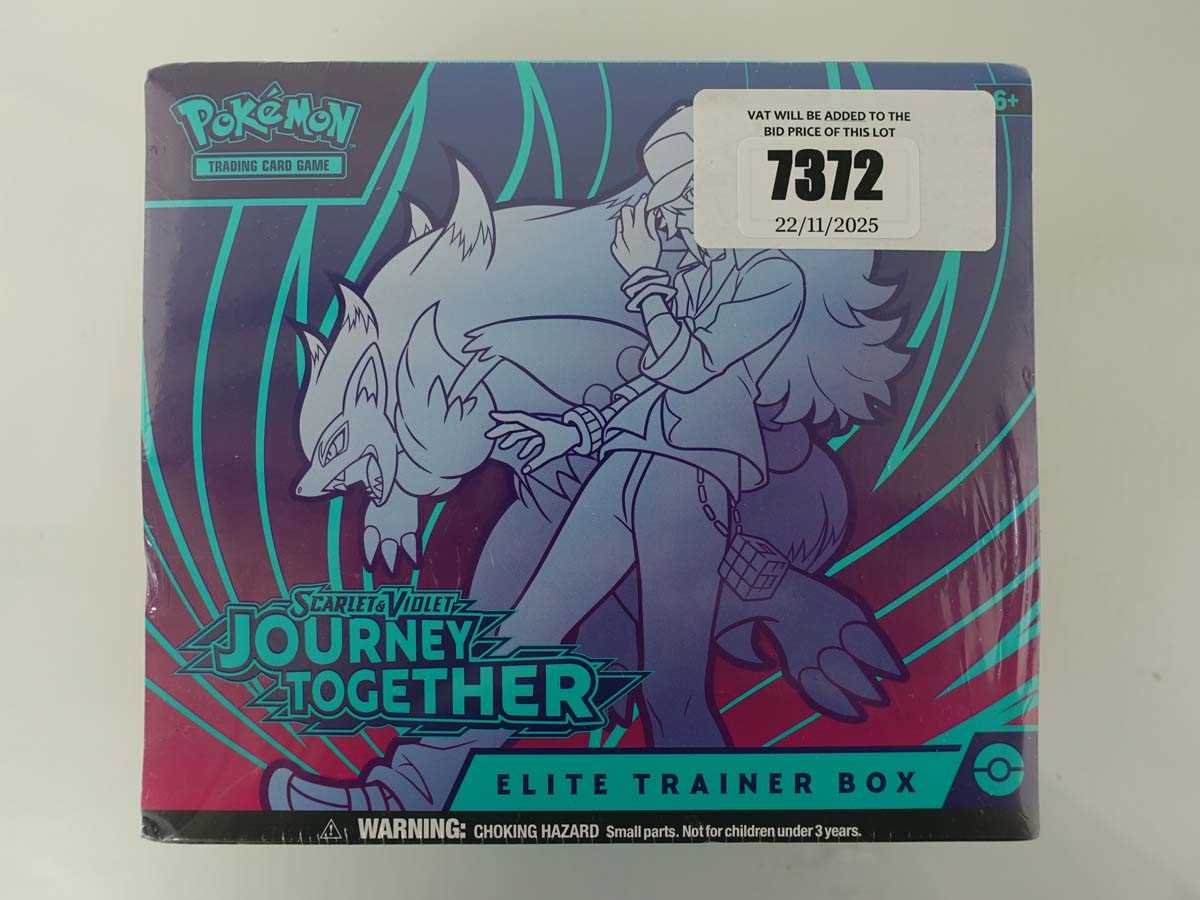 POKéMON
TRADING CARD GAME
6+
VAT WILL BE ADDED TO THE
BID PRICE OF THIS LOT
7372
22/11/2025
SCARLET & VIOLET
JOURNEY
TOGETHER
ELITE TRAINER BOX
WARNING: CHOKING HAZARD Small parts. Not for children under 3 years.